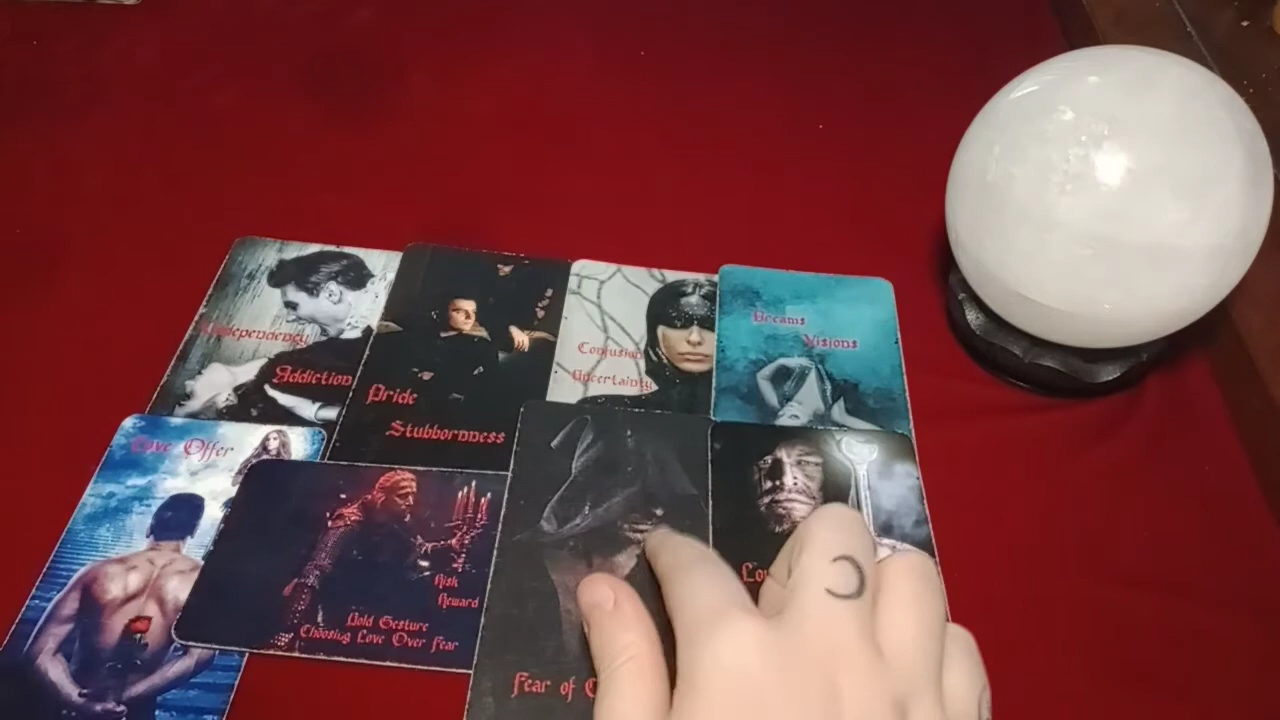 Codependency
Addiction
Pride
Stubbornness
Confusion
Uncertainty
Dreams
Visions
Love Offer
Risk
Reward
Bold Gesture
Choosing Love Over Fear
Fear of